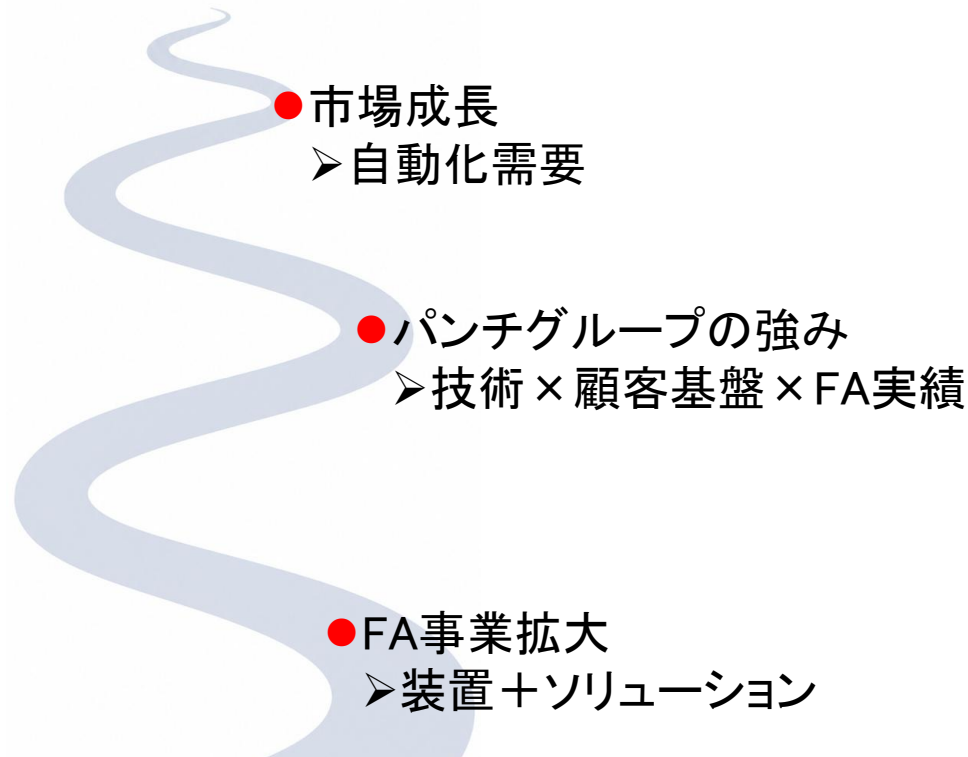 ●市場成長
➢自動化需要
●パンチグループの強み
➢技術×顧客基盤×FA実績
●FA事業拡大
➢装置＋ソリューション